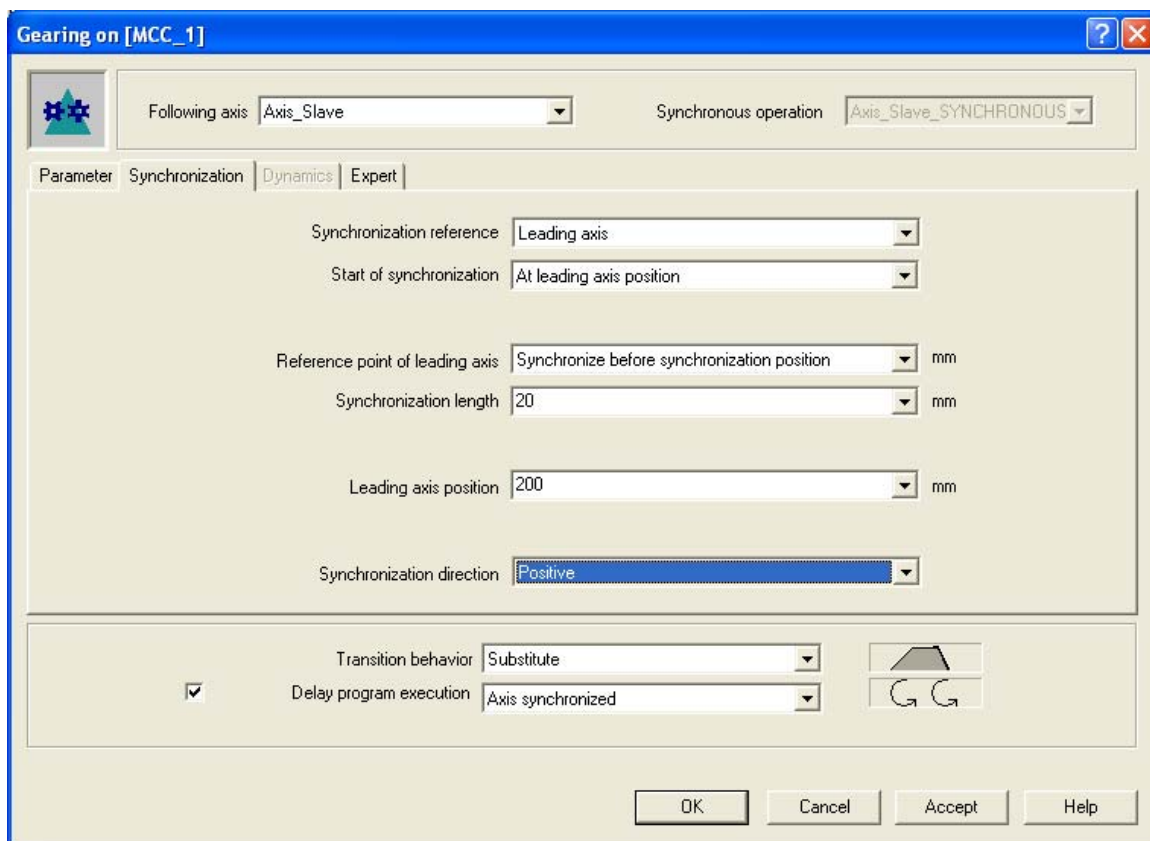 Gearing on [MCC_1]
Following axis Axis_Slave Synchronous operation Axis_Slave_SYNCHRONOUS
Parameter Synchronization Dynamics Expert
Synchronization reference Leading axis
Start of synchronization At leading axis position
Reference point of leading axis Synchronize before synchronization position mm
Synchronization length 20 mm
Leading axis position 200 mm
Synchronization direction Positive
Transition behavior Substitute
Delay program execution Axis synchronized
OK Cancel Accept Help